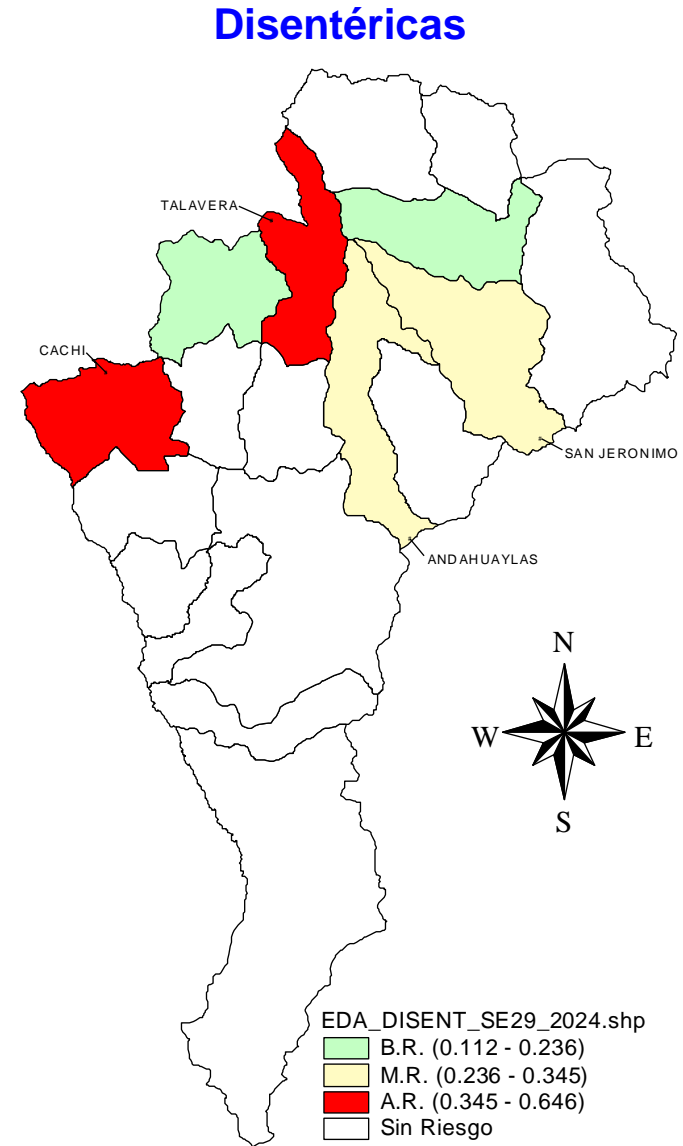 Disentéricas
TALAVERA
CACHI
SAN JERONIMO
ANDAHUAYLAS
N
W E
S
EDA_DISENT_SE29_2024.shp
B.R. (0.112 - 0.236)
M.R. (0.236 - 0.345)
A.R. (0.345 - 0.646)
Sin Riesgo